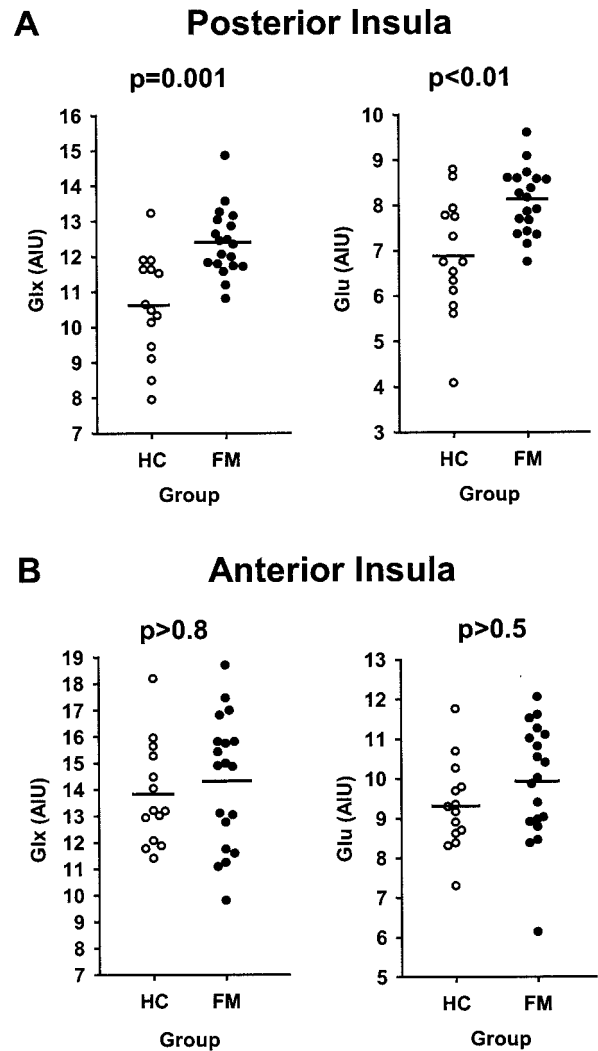 A Posterior Insula
p=0.001
p<0.01
16
15
14
13
12
11
10
9
8
7
Glx (AIU)
HC FM
Group
10
9
8
7
6
5
4
3
Glu (AIU)
HC FM
Group
B Anterior Insula
p>0.8
p>0.5
19
18
17
16
15
14
13
12
11
10
9
8
7
Glx (AIU)
HC FM
Group
13
12
11
10
9
8
7
6
5
Glu (AIU)
HC FM
Group